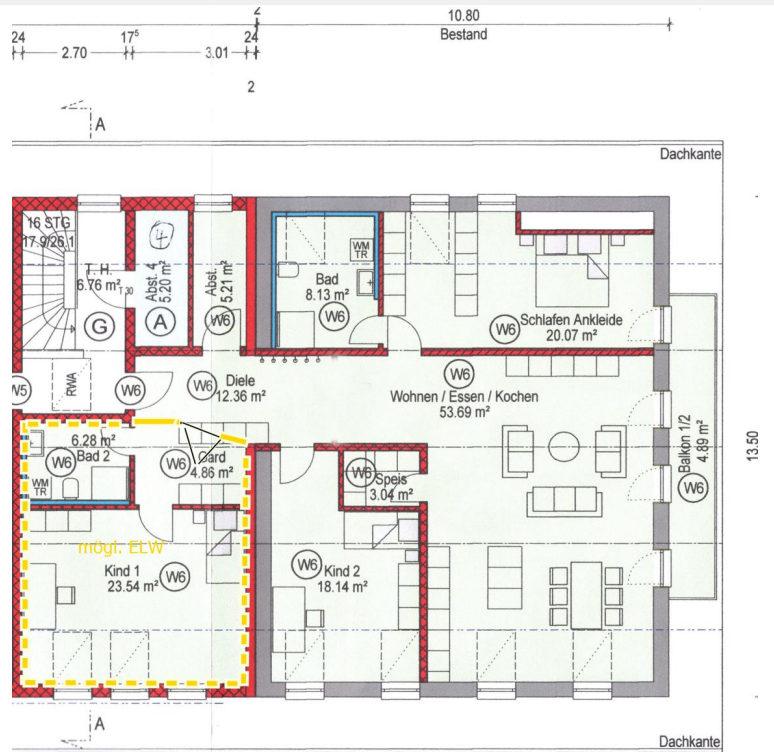 2
10.80
24
17⁵
24
Bestand
2.70
3.01
2
A
Dachkante
16 STG
17.9/26.1
4
T. H.
6.76 m²
T 30
G
Abst. 4
5.20 m²
A
Abst.
5.21 m²
W6
WM
TR
Bad
8.13 m²
W6
W6
Schlafen Ankleide
20.07 m²
W5
RWA
W6
W6
Diele
12.36 m²
W6
Wohnen / Essen / Kochen
53.69 m²
Balkon 1/2
4.89 m²
W6
13.50
6.28 m²
Bad 2
W6
WM
TR
W6
Gard
4.86 m²
W6
Speis
3.04 m²
mögl. ELW
Kind 1
23.54 m²
W6
W6
Kind 2
18.14 m²
A
Dachkante